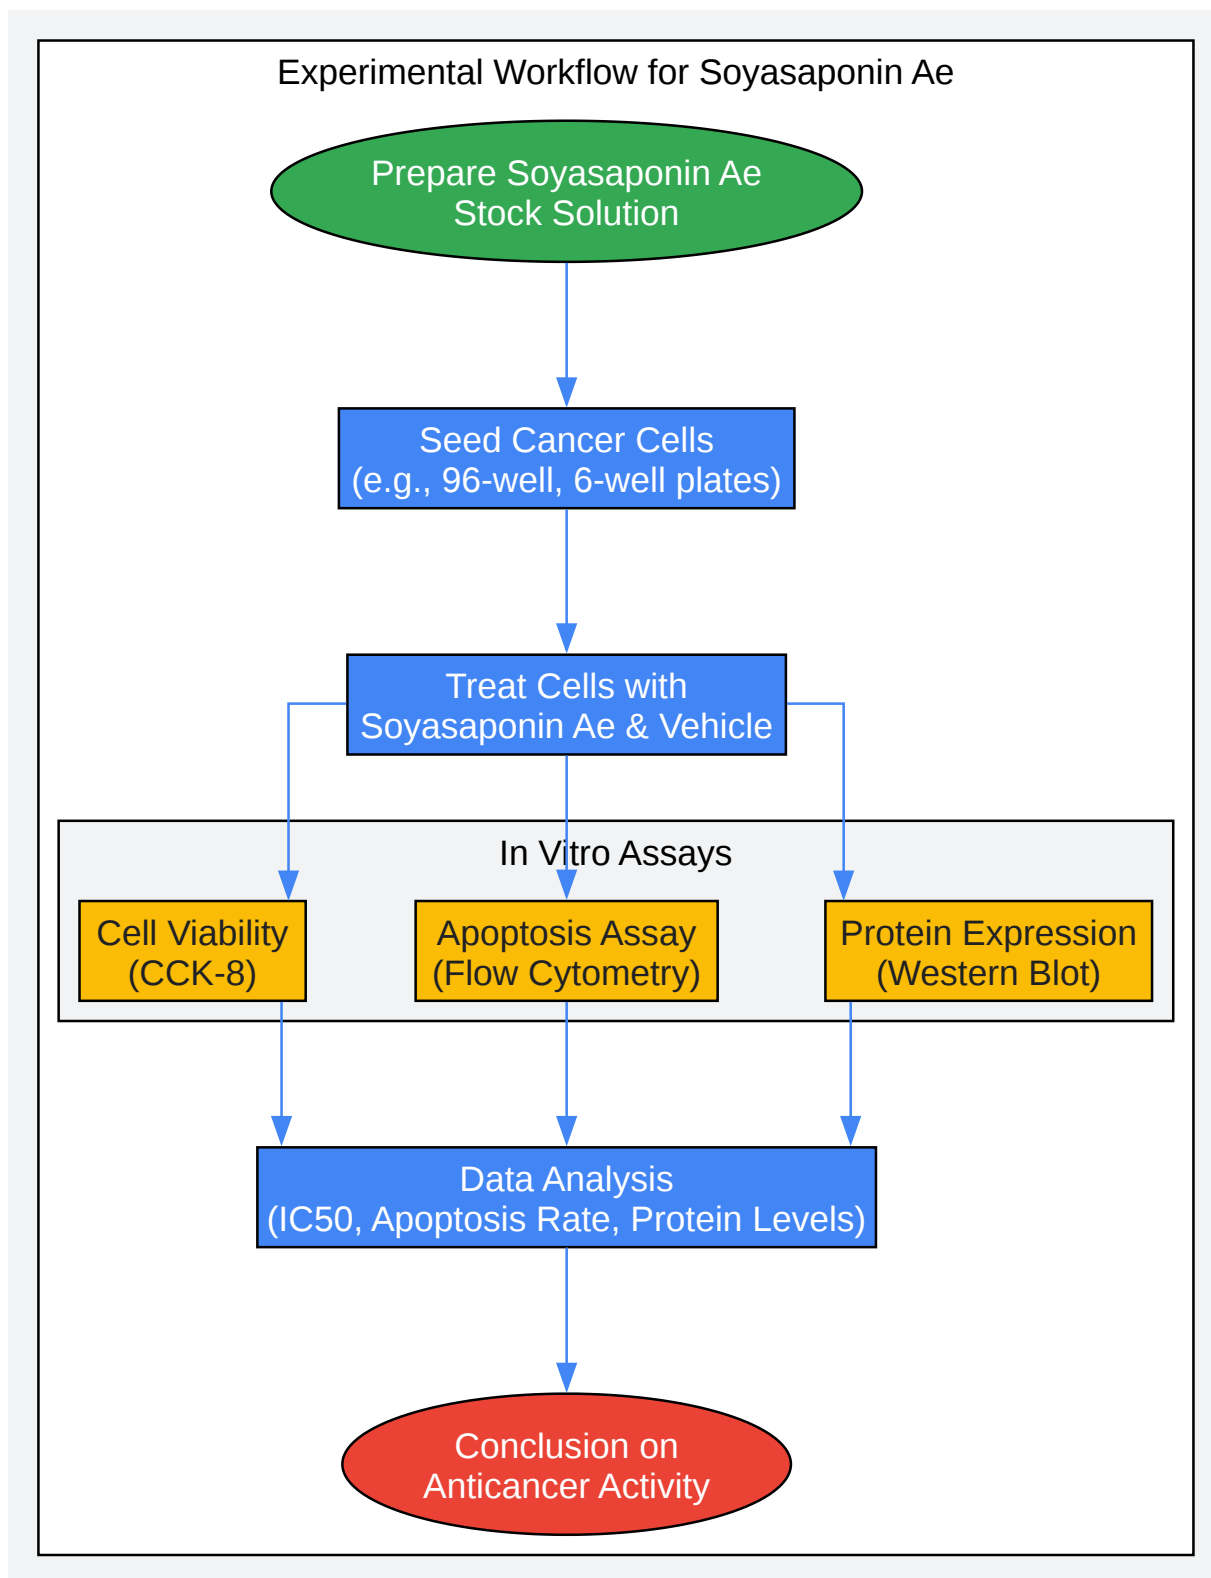 Experimental Workflow for Soyasaponin Ae
Prepare Soyasaponin Ae
Stock Solution
Seed Cancer Cells
(e.g., 96-well, 6-well plates)
Treat Cells with
Soyasaponin Ae & Vehicle
In Vitro Assays
Cell Viability
(CCK-8)
Apoptosis Assay
(Flow Cytometry)
Protein Expression
(Western Blot)
Data Analysis
(IC50, Apoptosis Rate, Protein Levels)
Conclusion on
Anticancer Activity